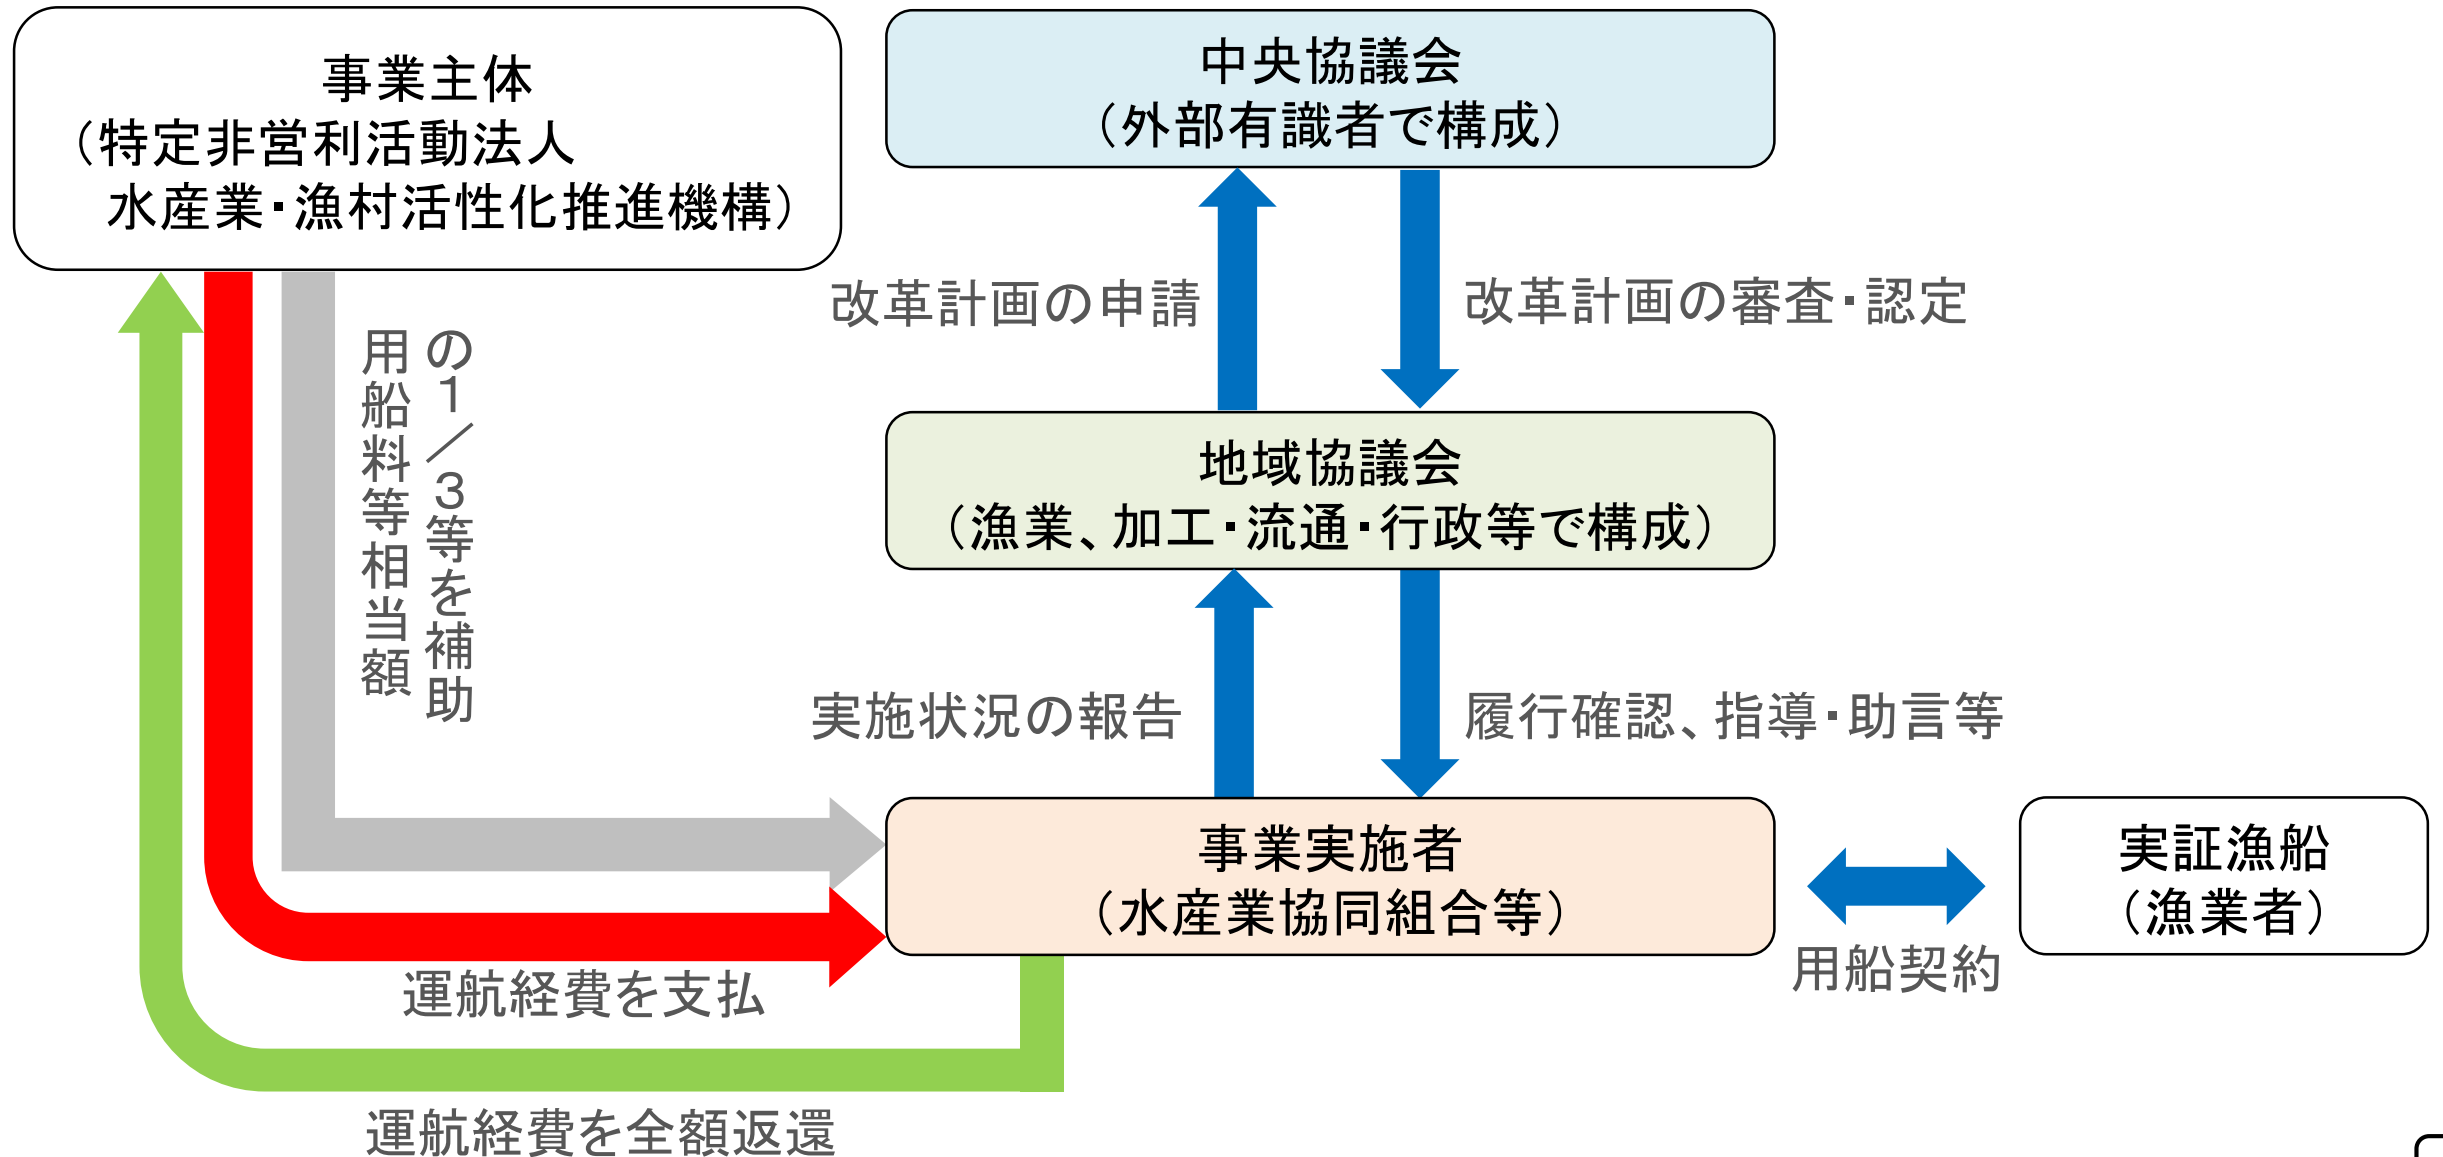 事業主体
（特定非営利活動法人
水産業・漁村活性化推進機構）
中央協議会
（外部有識者で構成）
改革計画の申請
改革計画の審査・認定
用船料等相当額
の１／３等を補助
地域協議会
（漁業、加工・流通・行政等で構成）
実施状況の報告
履行確認、指導・助言等
事業実施者
（水産業協同組合等）
実証漁船
（漁業者）
用船契約
運航経費を支払
運航経費を全額返還